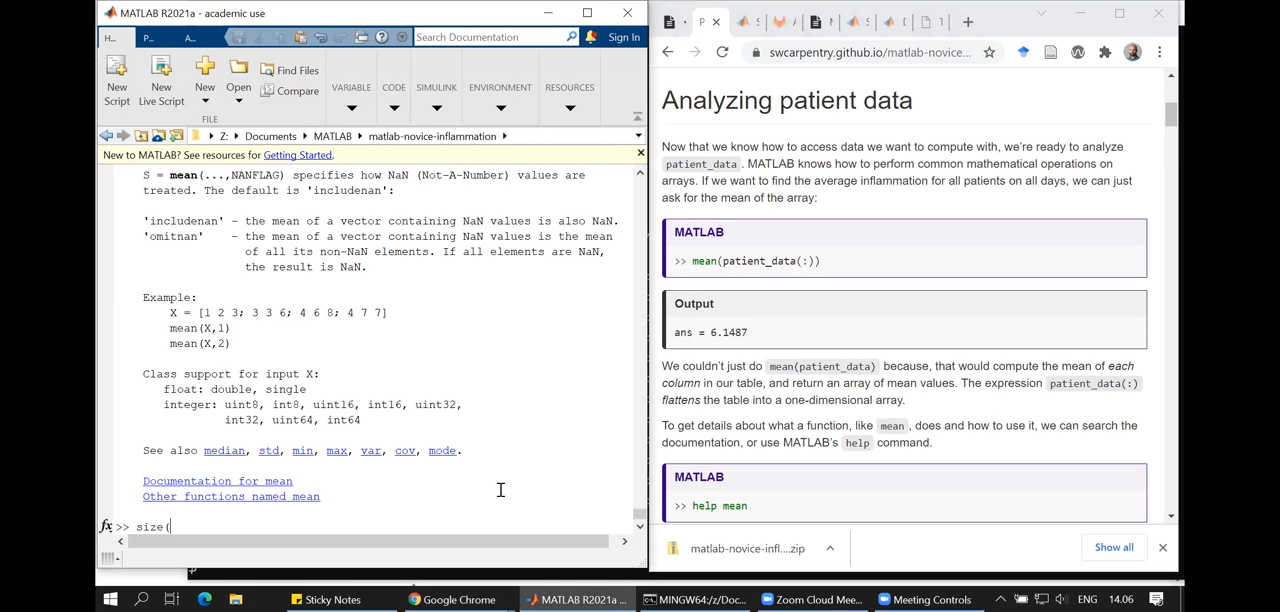 MATLAB R2021a - academic use
H... P... A...
Search Documentation
Sign In
New Script
New Live Script
New
Open
Find Files
Compare
FILE
VARIABLE
CODE
SIMULINK
ENVIRONMENT
RESOURCES
Z: Documents MATLAB matlab-novice-inflammation
New to MATLAB? See resources for Getting Started.
S = mean(...,NANFLAG) specifies how NaN (Not-A-Number) values are
treated. The default is 'includenan':
'includenan' - the mean of a vector containing NaN values is also NaN.
'omitnan' - the mean of a vector containing NaN values is the mean
of all its non-NaN elements. If all elements are NaN,
the result is NaN.
Example:
X = [1 2 3; 3 3 6; 4 6 8; 4 7 7]
mean(X,1)
mean(X,2)
Class support for input X:
float: double, single
integer: uint8, int8, uint16, int16, uint32,
int32, uint64, int64
See also median, std, min, max, var, cov, mode.
Documentation for mean
Other functions named mean
fx >> size(
swcarpentry.github.io/matlab-novice...
Analyzing patient data
Now that we know how to access data we want to compute with, we're ready to analyze
patient_data. MATLAB knows how to perform common mathematical operations on
arrays. If we want to find the average inflammation for all patients on all days, we can just
ask for the mean of the array:
MATLAB
>> mean(patient_data(:))
Output
ans = 6.1487
We couldn't just do mean(patient_data) because, that would compute the mean of each
column in our table, and return an array of mean values. The expression patient_data(:)
flattens the table into a one-dimensional array.
To get details about what a function, like mean, does and how to use it, we can search the
documentation, or use MATLAB's help command.
MATLAB
>> help mean
matlab-novice-infl....zip
Show all
Sticky Notes
Google Chrome
MATLAB R2021a ...
MINGW64:/z/Doc...
Zoom Cloud Mee...
Meeting Controls
ENG
14.06